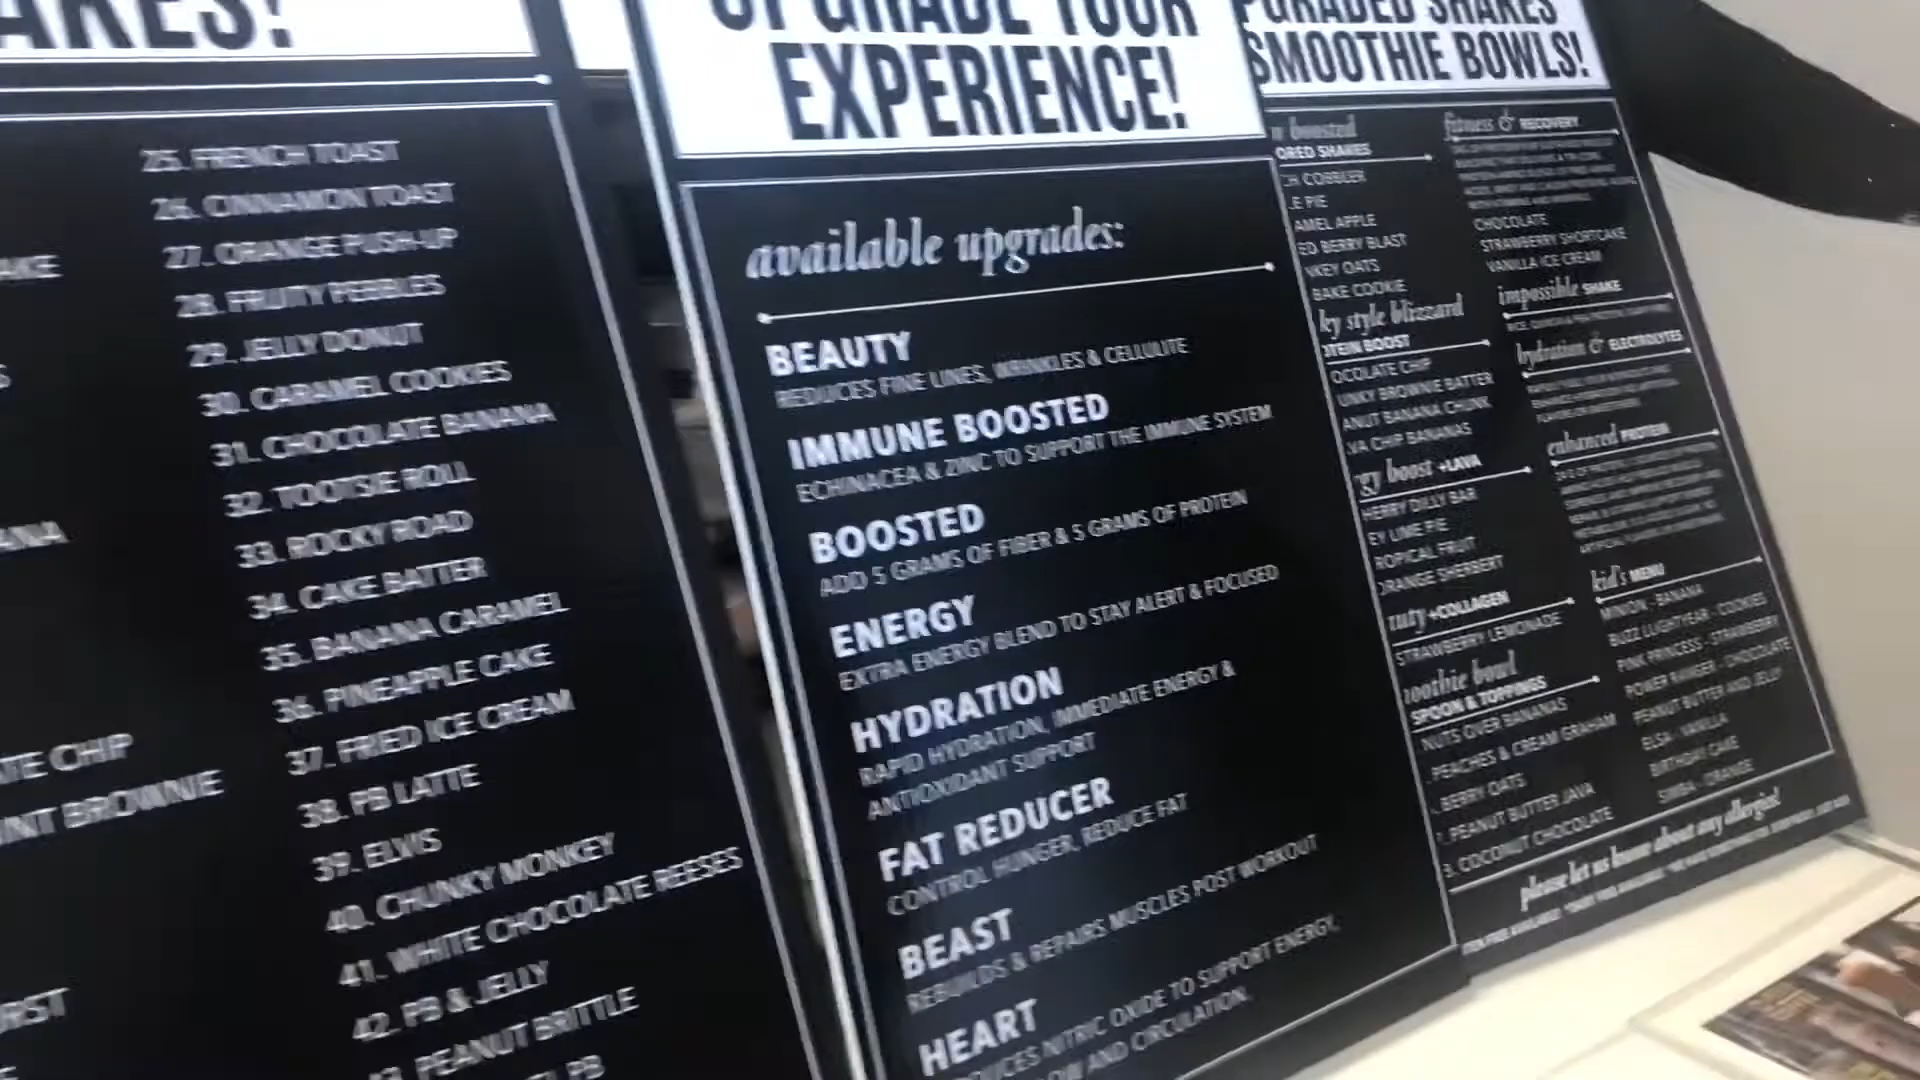 AKES!
25. FRENCH TOAST
26. CINNAMON TOAST
27. ORANGE PUSH-UP
28. FRUITY PEBBLES
29. JELLY DONUT
30. CARAMEL COOKIES
31. CHOCOLATE BANANA
32. TOOTSIE ROLL
33. ROCKY ROAD
34. CAKE BATTER
35. BANANA CARAMEL
36. PINEAPPLE CAKE
37. FRIED ICE CREAM
38. PB LATTE
39. ELVIS
40. CHUNKY MONKEY
41. WHITE CHOCOLATE REESES
42. PB & JELLY
PEANUT BRITTLE
PB
AKE
ANA
TE CHIP
INT BROWNIE
RST
UPGRADE YOUR
EXPERIENCE!
available upgrades:
BEAUTY
REDUCES FINE LINES, WRINKLES & CELLULITE
IMMUNE BOOSTED
ECHINACEA & ZINC TO SUPPORT THE IMMUNE SYSTEM
BOOSTED
ADD 5 GRAMS OF FIBER & 5 GRAMS OF PROTEIN
ENERGY
EXTRA ENERGY BLEND TO STAY ALERT & FOCUSED
HYDRATION
RAPID HYDRATION, IMMEDIATE ENERGY &
ANTIOXIDANT SUPPORT
FAT REDUCER
CONTROL HUNGER, REDUCE FAT
BEAST
REBUILDS & REPAIRS MUSCLES POST WORKOUT
HEART
DUCES NITRIC OXIDE TO SUPPORT ENERGY,
OW AND CIRCULATION.
PGRADED SHAKES
SMOOTHIE BOWLS!
boosted
ORED SHAKES
CH COBBLER
LE PIE
AMEL APPLE
ED BERRY BLAST
NKEY OATS
BAKE COOKIE
ky style blizzard
OTEIN BOOST
OCOLATE CHIP
UNKY BROWNIE BATTER
ANUT BANANA CHUNK
VA CHIP BANANAS
gy boost +LAVA
HERRY DILLY BAR
EY LIME PIE
ROPICAL FRUIT
ORANGE SHERBERT
uty +COLLAGEN
STRAWBERRY LEMONADE
oothie bowl
SPOON & TOPPINGS
NUTS OVER BANANAS
PEACHES & CREAM GRAHAM
BERRY OATS
PEANUT BUTTER JAVA
COCONUT CHOCOLATE
fitness & RECOVERY
CHOCOLATE
STRAWBERRY SHORTCAKE
VANILLA ICE CREAM
impossible SHAKE
hydration & ELECTROLYTES
enhanced PROTEIN
kid's MENU
MINION - BANANA
BUZZ LIGHTYEAR - COOKIES
PINK PRINCESS - STRAWBERRY
POWER RANGER - CHOCOLATE
PEANUT BUTTER AND JELLY
ELSA - VANILLA
BIRTHDAY CAKE
SIMBA - ORANGE
please let us know about any allergies!